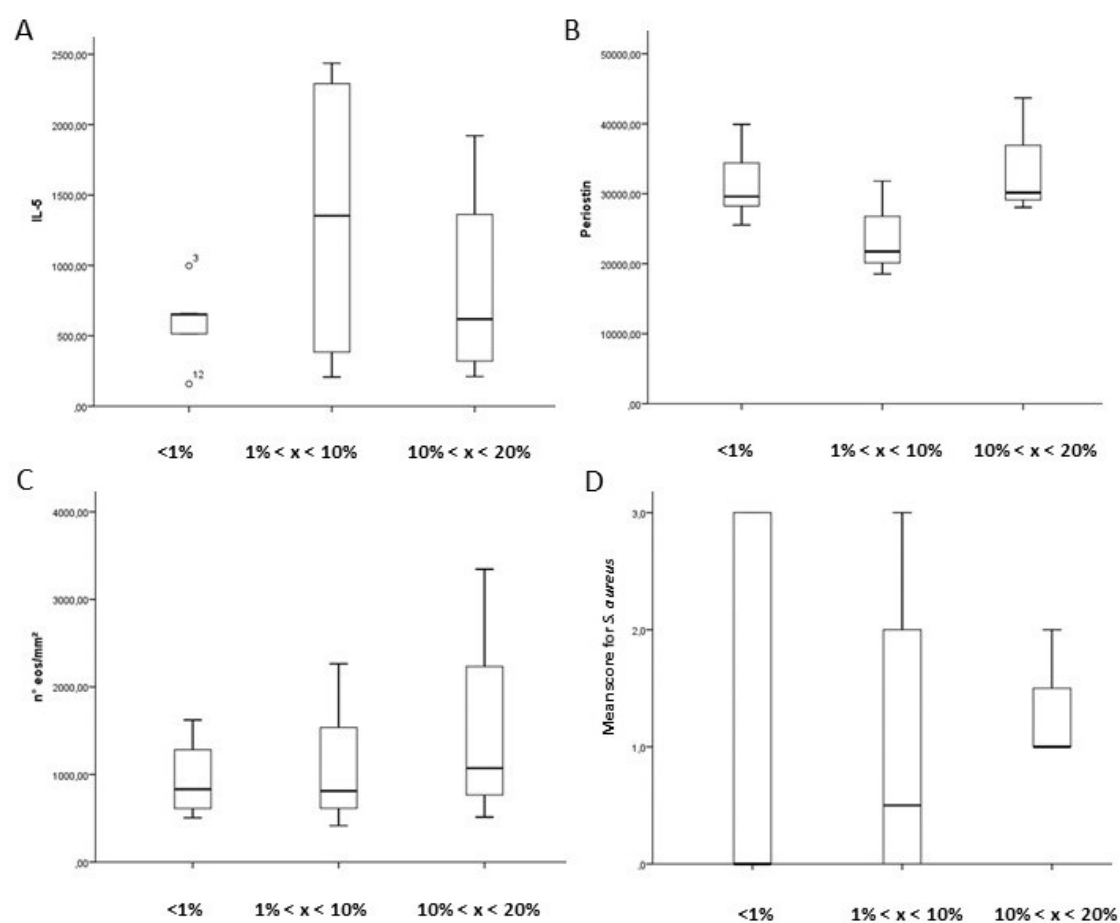 A
2500,00
2000,00
1500,00
1000,00
500,00
,00
IL-5
3
12
<1% 1% < x < 10% 10% < x < 20%
B
50000,00
40000,00
30000,00
20000,00
10000,00
,00
Periostin
<1% 1% < x < 10% 10% < x < 20%
C
4000,00
3000,00
2000,00
1000,00
,00
n° eos/mm²
<1% 1% < x < 10% 10% < x < 20%
D
3,0
2,0
1,0
,0
Mean score for S. aureus
<1% 1% < x < 10% 10% < x < 20%